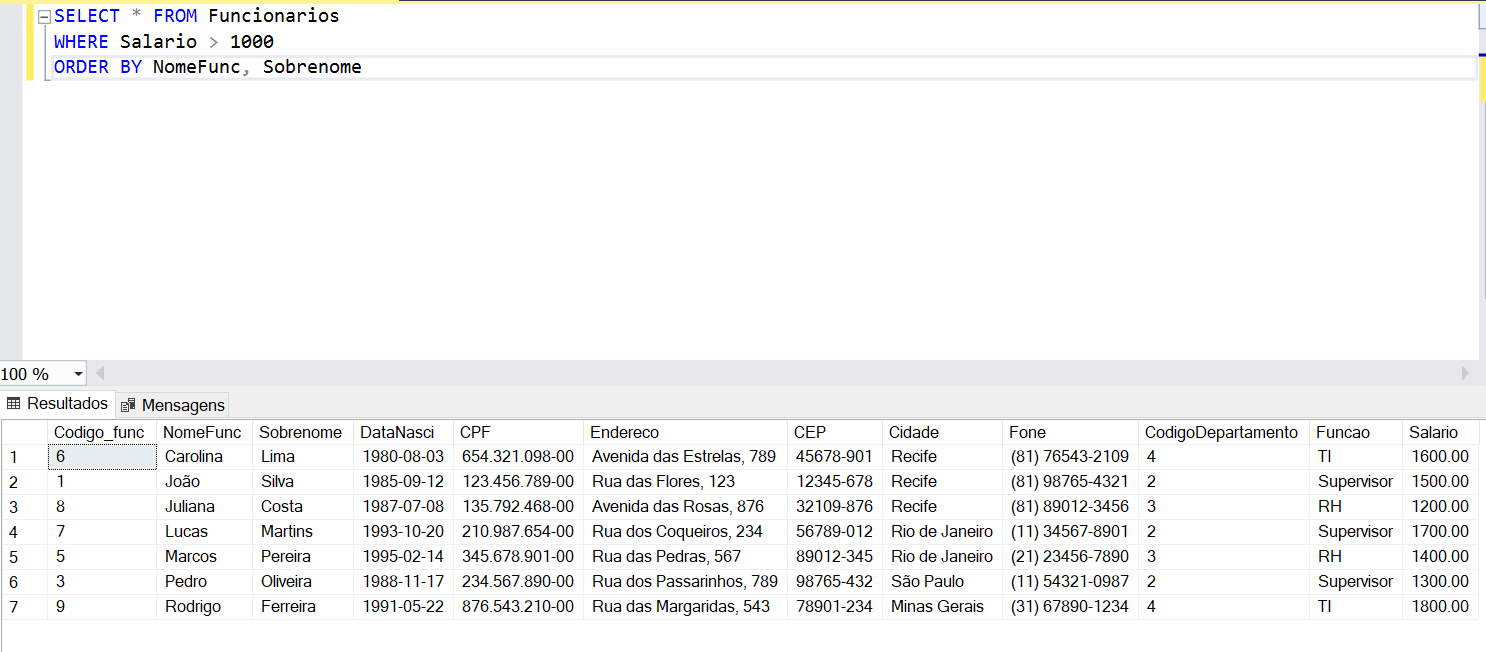 SELECT * FROM Funcionarios
WHERE Salario > 1000
ORDER BY NomeFunc, Sobrenome
100 %
Resultados Mensagens
Codigo_func NomeFunc Sobrenome DataNasci CPF Endereco CEP Cidade Fone CodigoDepartamento Funcao Salario
1 6 Carolina Lima 1980-08-03 654.321.098-00 Avenida das Estrelas, 789 45678-901 Recife (81) 76543-2109 4 TI 1600.00
2 1 João Silva 1985-09-12 123.456.789-00 Rua das Flores, 123 12345-678 Recife (81) 98765-4321 2 Supervisor 1500.00
3 8 Juliana Costa 1987-07-08 135.792.468-00 Avenida das Rosas, 876 32109-876 Recife (81) 89012-3456 3 RH 1200.00
4 7 Lucas Martins 1993-10-20 210.987.654-00 Rua dos Coqueiros, 234 56789-012 Rio de Janeiro (11) 34567-8901 2 Supervisor 1700.00
5 5 Marcos Pereira 1995-02-14 345.678.901-00 Rua das Pedras, 567 89012-345 Rio de Janeiro (21) 23456-7890 3 RH 1400.00
6 3 Pedro Oliveira 1988-11-17 234.567.890-00 Rua dos Passarinhos, 789 98765-432 São Paulo (11) 54321-0987 2 Supervisor 1300.00
7 9 Rodrigo Ferreira 1991-05-22 876.543.210-00 Rua das Margaridas, 543 78901-234 Minas Gerais (31) 67890-1234 4 TI 1800.00